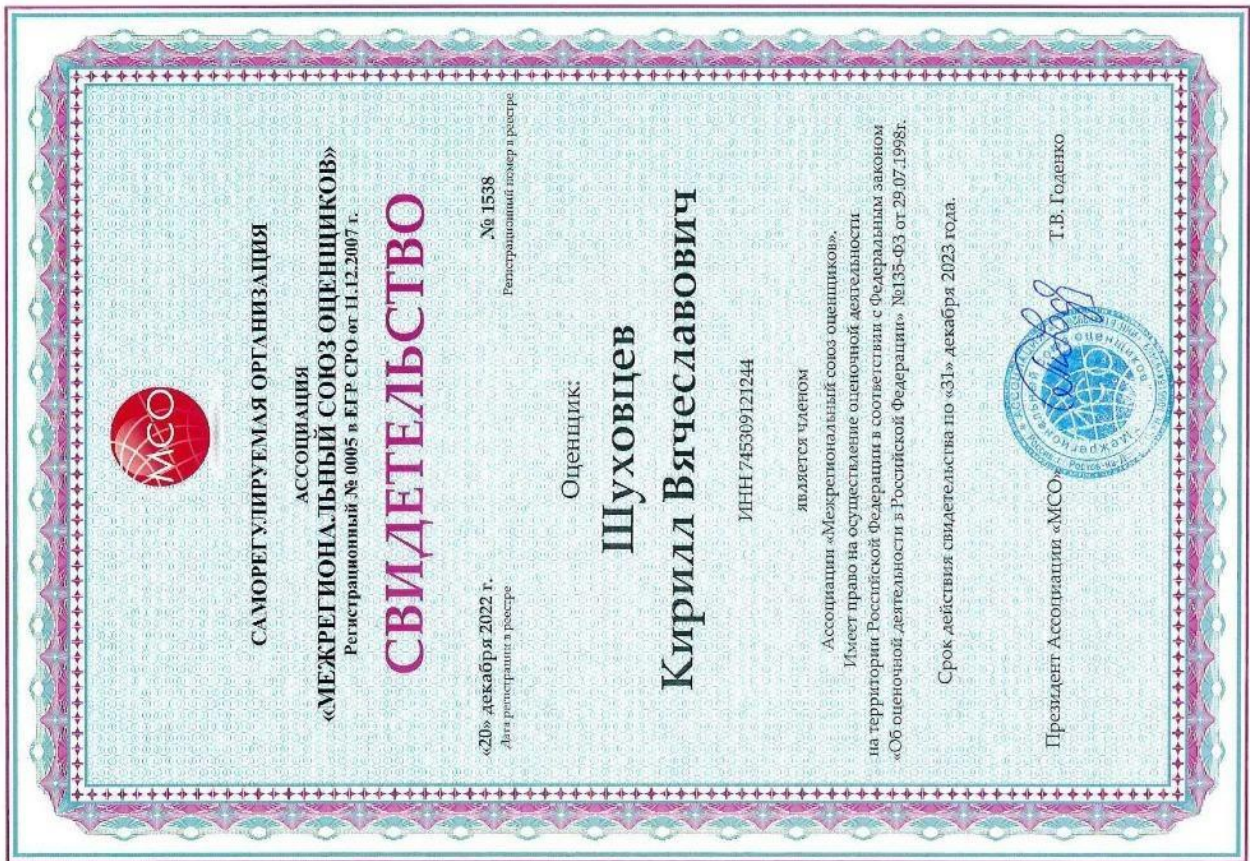 МСО
САМОРЕГУЛИРУЕМАЯ ОРГАНИЗАЦИЯ
АССОЦИАЦИЯ
«МЕЖРЕГИОНАЛЬНЫЙ СОЮЗ ОЦЕНЩИКОВ»
Регистрационный № 0005 в ЕГР СРО от 11.12.2007 г.
СВИДЕТЕЛЬСТВО
«20» декабря 2022 г. № 1538
Дата регистрации в реестре Регистрационный номер в реестре
Оценщик:
Шуховцев
Кирилл Вячеславович
ИНН 745309121244
является членом
Ассоциации «Межрегиональный союз оценщиков».
Имеет право на осуществление оценочной деятельности
на территории Российской Федерации в соответствии с Федеральным законом
«Об оценочной деятельности в Российской Федерации» №135-ФЗ от 29.07.1998г.
Срок действия свидетельства по «31» декабря 2023 года.
Президент Ассоциации «МСО» Т.В. Годенко